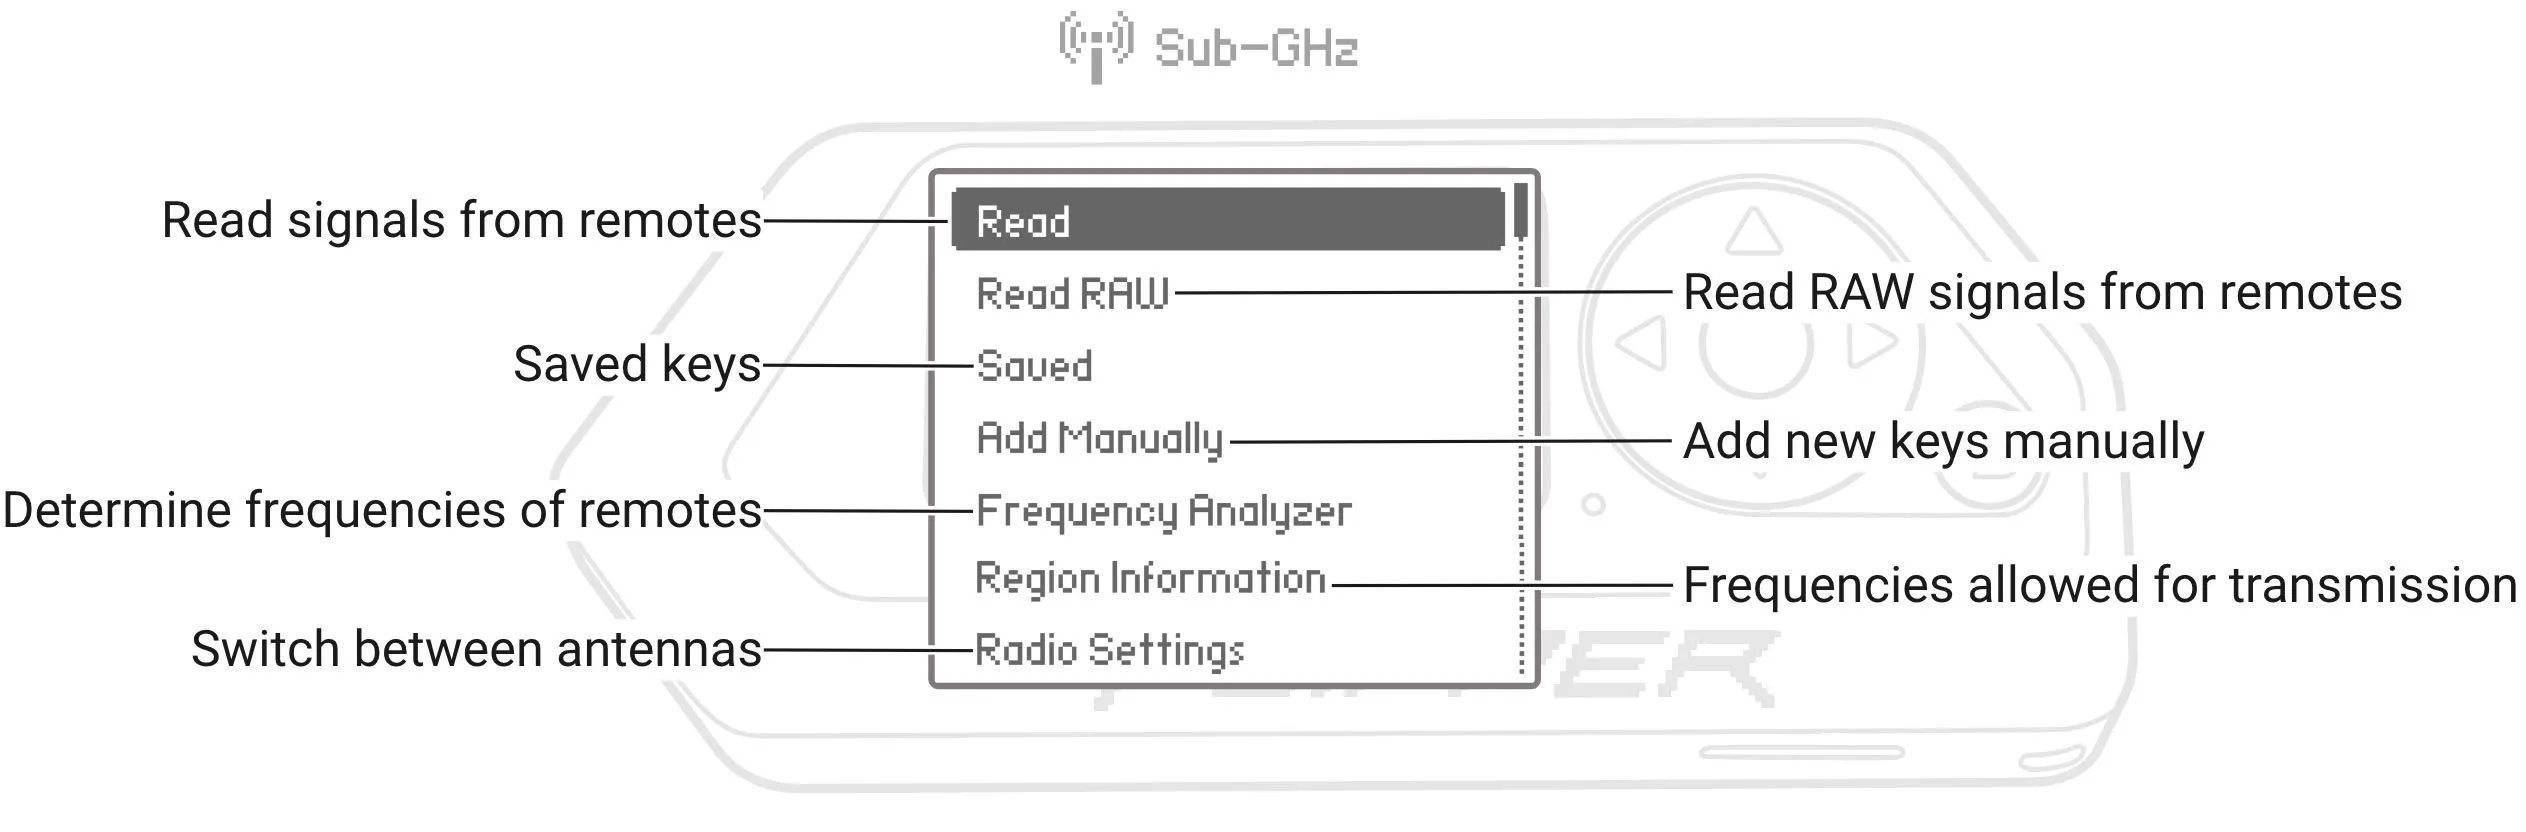 Sub-GHz
Read signals from remotes
Read
Read RAW
Read RAW signals from remotes
Saved keys
Saved
Add Manually
Add new keys manually
Determine frequencies of remotes
Frequency Analyzer
Region Information
Frequencies allowed for transmission
Switch between antennas
Radio Settings